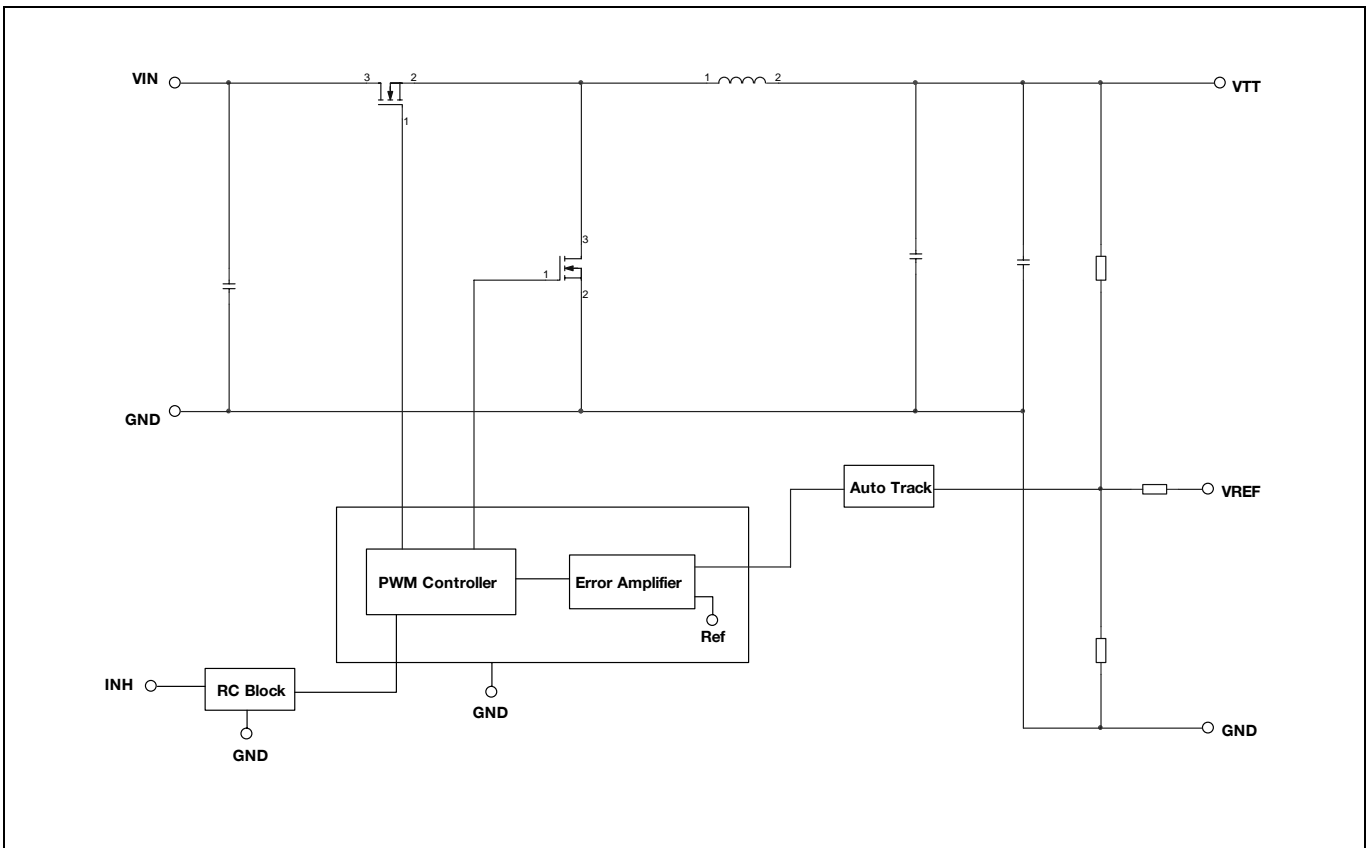 VIN
3
2
1
1
2
VTT
3
1
2
GND
Auto Track
VREF
PWM Controller
Error Amplifier
Ref
INH
RC Block
GND
GND
GND